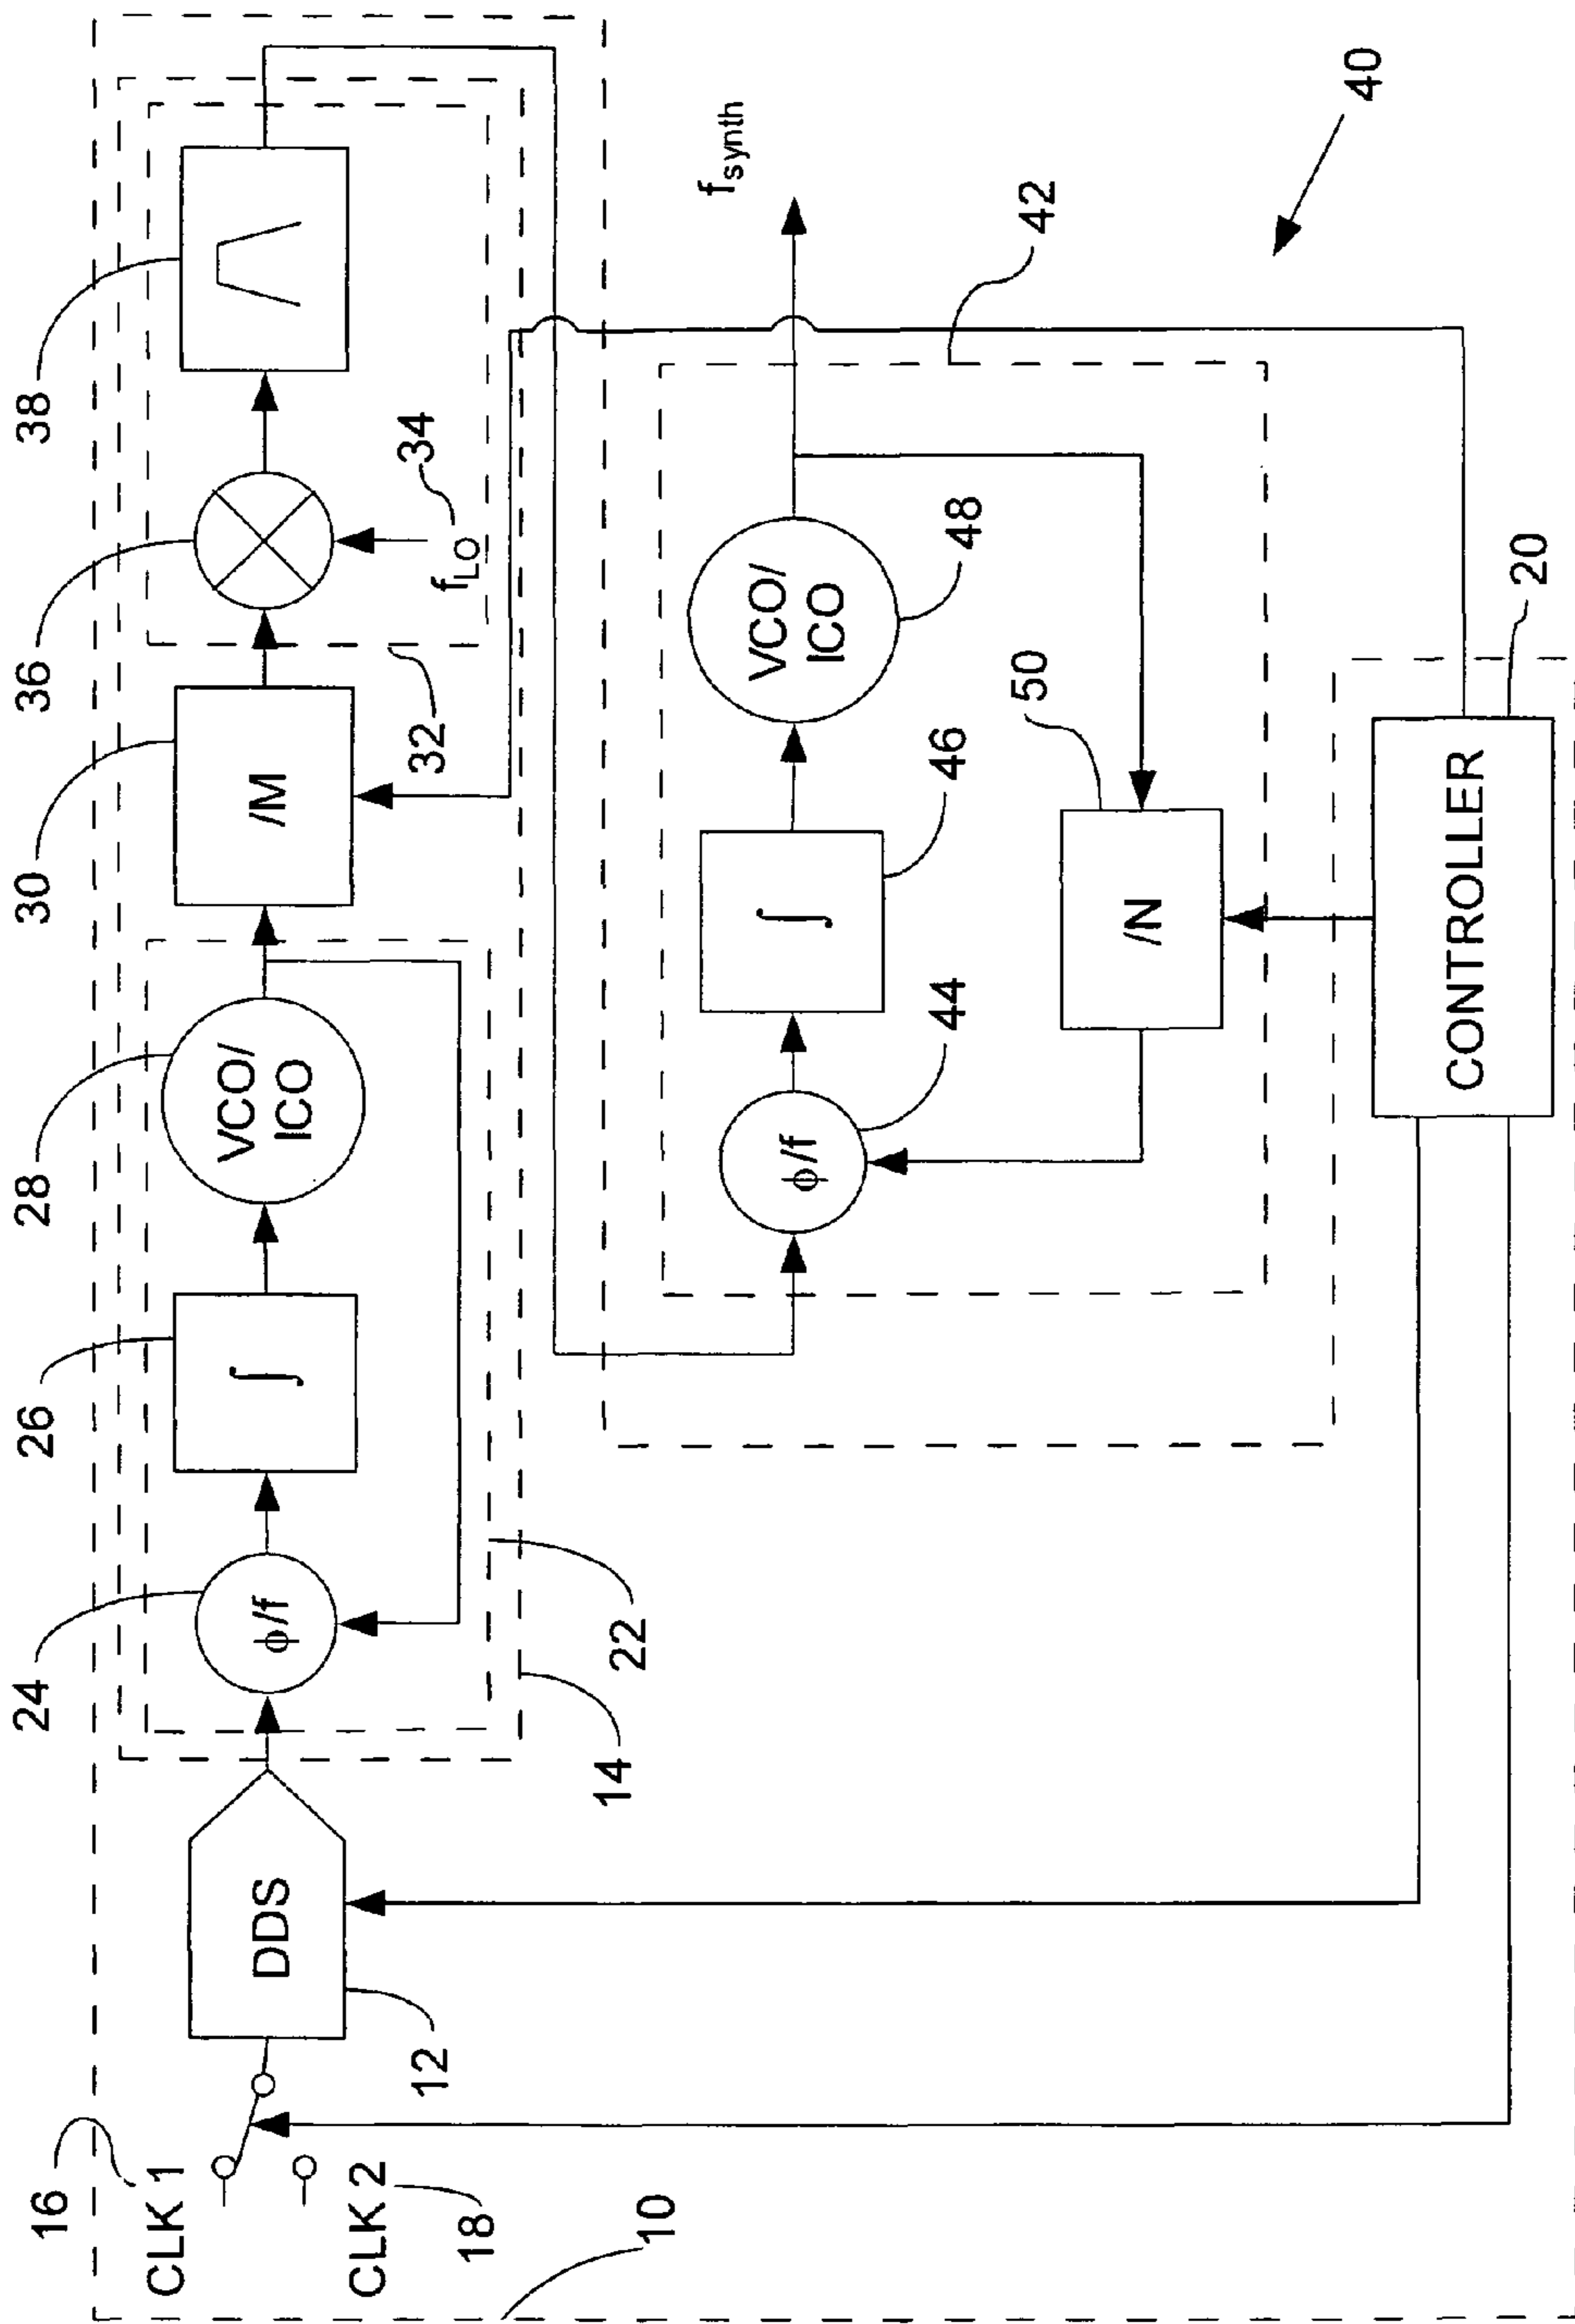 16
CLK 1
CLK 2
18
10
DDS
12
24
ϕ/f
26
∫
28
VCO/
ICO
22
14
30
/M
32
36
f_LO
34
38
f_synth
42
40
ϕ/f
44
∫
46
VCO/
ICO
48
/N
50
CONTROLLER
20